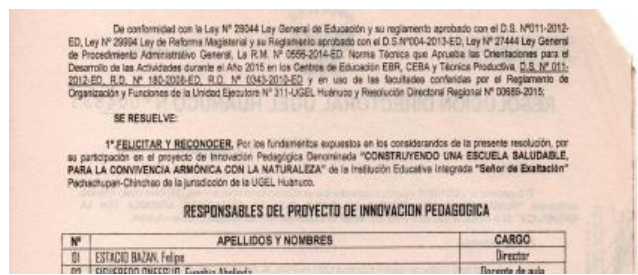 De conformidad con la Ley Nº 28044 Ley General de Educación y su reglamento aprobado con el D.S. Nº011-2012-
ED, Ley Nº 29994 Ley de Reforma Magisterial y su Reglamento aprobado con el D.S.Nº004-2013-ED, Ley Nº 27444 Ley General
de Procedimiento Administrativo General, La R.M. Nº 0556-2014-ED. Norma Técnica que Aprueba las Orientaciones para el
Desarrollo de las Actividades durante el Año 2015 en los Centros de Educación EBR, CEBA y Técnica Productiva, D.S. Nº 011-
2012-ED, R.D. Nº 180-2008-ED, R.D. Nº 0343-2010-ED y en uso de las facultades conferidas por el Reglamento de
Organización y Funciones de la Unidad Ejecutora Nº 311-UGEL Huánuco y Resolución Directoral Regional Nº 00689-2015;
SE RESUELVE:
1º.FELICITAR Y RECONOCER, Por los fundamentos expuestos en los considerandos de la presente resolución, por
su participación en el proyecto de Innovación Pedagógica Denominada "CONSTRUYENDO UNA ESCUELA SALUDABLE,
PARA LA CONVIVENCIA ARMÓNICA CON LA NATURALEZA" de la Institución Educativa Integrada "Señor de Exaltación"
Pachachupan-Chinchao de la jurisdicción de la UGEL Huánuco.
RESPONSABLES DEL PROYECTO DE INNOVACION PEDAGOGICA
Nº APELLIDOS Y NOMBRES CARGO
01 ESTACIO BAZAN, Felipe Director
02 Docente de aula